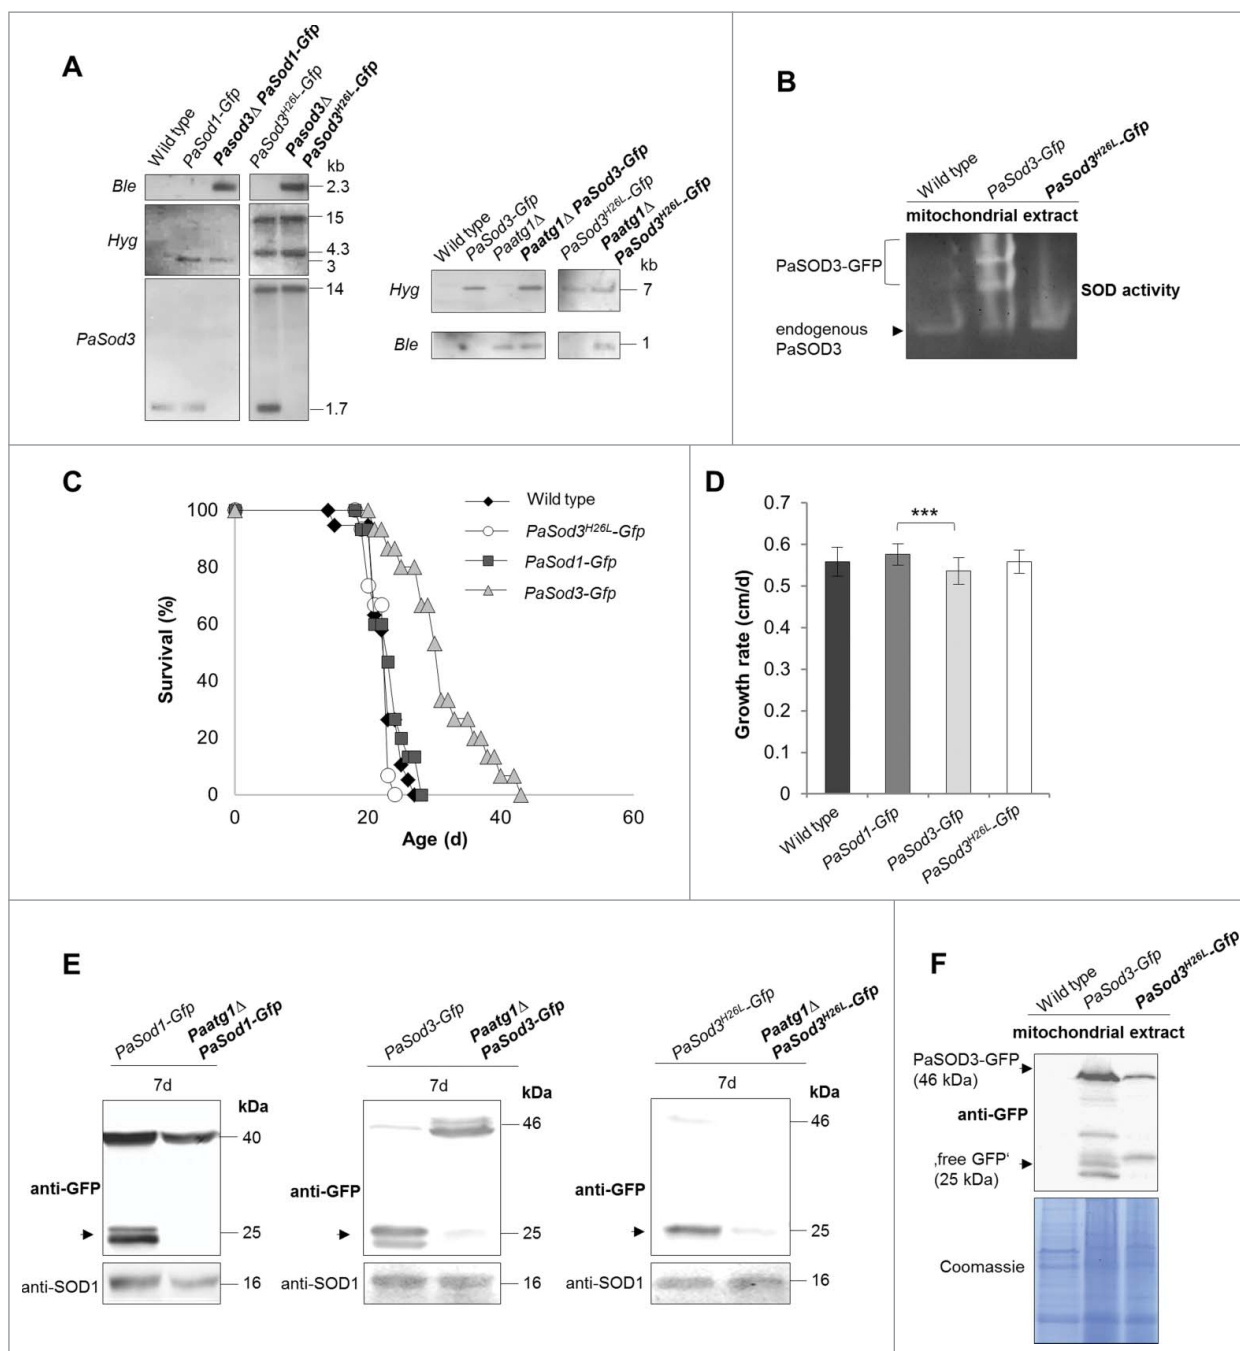 A
Wild type
PaSod1-Gfp
Pasod3Δ PaSod1-Gfp
PaSod3H26L-Gfp
Pasod3Δ
PaSod3H26L-Gfp
kb
Ble
2.3
Hyg
15
4.3
3
PaSod3
14
1.7
Wild type
PaSod3-Gfp
Paatg1Δ
Paatg1Δ PaSod3-Gfp
PaSod3H26L-Gfp
Paatg1Δ
PaSod3H26L-Gfp
kb
Hyg
7
Ble
1
B
Wild type
PaSod3-Gfp
PaSod3H26L-Gfp
mitochondrial extract
PaSOD3-GFP
SOD activity
endogenous
PaSOD3
C
Survival (%)
100
80
60
40
20
0
0
20
40
60
Age (d)
Wild type
PaSod3H26L-Gfp
PaSod1-Gfp
PaSod3-Gfp
D
Growth rate (cm/d)
0.7
0.6
0.5
0.4
0.3
0.2
0.1
0
***
Wild type
PaSod1-Gfp
PaSod3-Gfp
PaSod3H26L-Gfp
E
PaSod1-Gfp
Paatg1Δ
PaSod1-Gfp
7d
kDa
40
anti-GFP
25
anti-SOD1
16
PaSod3-Gfp
Paatg1Δ
PaSod3-Gfp
7d
kDa
46
anti-GFP
25
anti-SOD1
16
PaSod3H26L-Gfp
Paatg1Δ
PaSod3H26L-Gfp
7d
kDa
46
anti-GFP
25
anti-SOD1
16
F
Wild type
PaSod3-Gfp
PaSod3H26L-Gfp
mitochondrial extract
PaSOD3-GFP
(46 kDa)
anti-GFP
‚free GFP‘
(25 kDa)
Coomassie